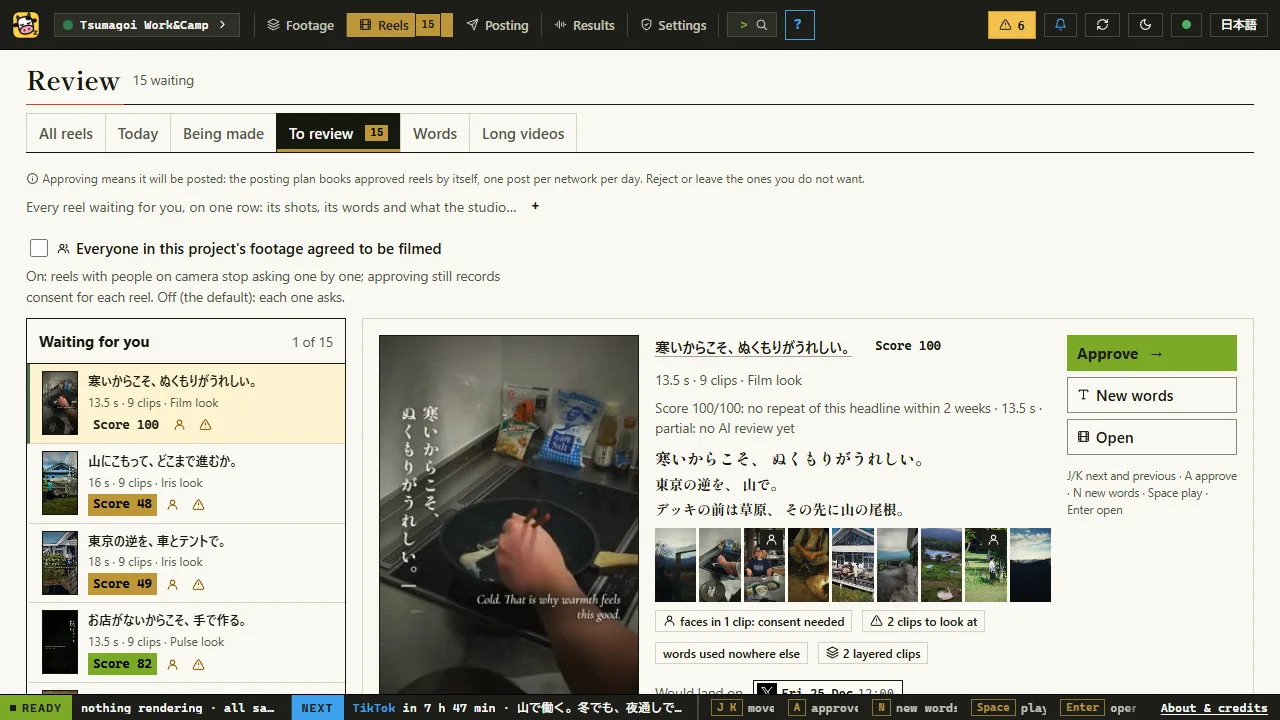 Tsumagoi Work&Camp
Footage
Reels 15
Posting
Results
Settings
>
?
6
日本語
Review 15 waiting
All reels
Today
Being made
To review 15
Words
Long videos
Approving means it will be posted: the posting plan books approved reels by itself, one post per network per day. Reject or leave the ones you do not want.
Every reel waiting for you, on one row: its shots, its words and what the studio… +
Everyone in this project's footage agreed to be filmed
On: reels with people on camera stop asking one by one; approving still records
consent for each reel. Off (the default): each one asks.
Waiting for you 1 of 15
寒いからこそ、ぬくもりがうれしい。
13.5 s · 9 clips · Film look
Score 100
山にこもって、どこまで進むか。
16 s · 9 clips · Iris look
Score 48
東京の逆を、車とテントで。
18 s · 9 clips · Iris look
Score 49
お店がないからこそ、手で作る。
13.5 s · 9 clips · Pulse look
Score 82
寒いからこそ、
ぬくもりがうれしい。
Cold. That is why warmth feels
this good.
寒いからこそ、ぬくもりがうれしい。 Score 100
13.5 s · 9 clips · Film look
Score 100/100: no repeat of this headline within 2 weeks · 13.5 s ·
partial: no AI review yet
寒いからこそ、 ぬくもりがうれしい。
東京の逆を、 山で。
デッキの前は草原、 その先に山の尾根。
faces in 1 clip: consent needed
2 clips to look at
words used nowhere else
2 layered clips
Would land on X Fri 25 Dec 12:00
Approve →
New words
Open
J/K next and previous · A approve
· N new words · Space play ·
Enter open
READY nothing rendering · all sa…
NEXT TikTok in 7 h 47 min · 山で働く。冬でも、夜通しで…
J K move
A approve
N new words
Space play
Enter open
About & credits